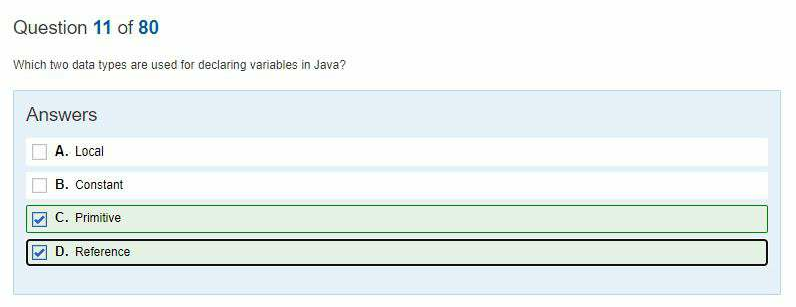 Question 11 of 80
Which two data types are used for declaring variables in Java?
Answers
A. Local
B. Constant
C. Primitive
D. Reference